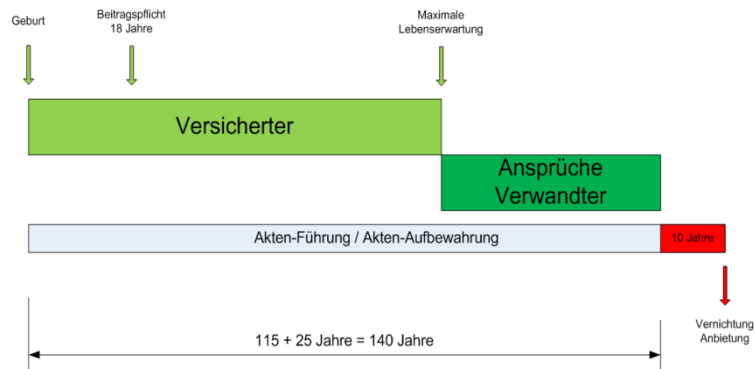 Geburt
Beitragspflicht
18 Jahre
Maximale
Lebenserwartung
Versicherter
Ansprüche
Verwandter
Akten-Führung / Akten-Aufbewahrung
10 Jahre
Vernichtung
Anbietung
115 + 25 Jahre = 140 Jahre